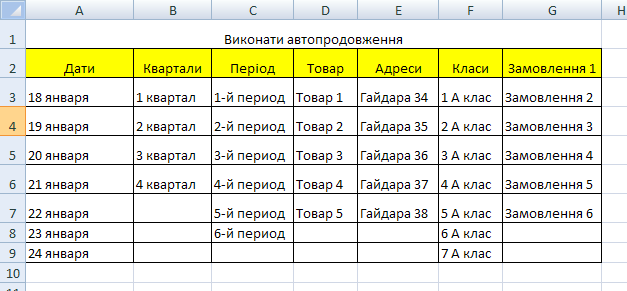 A B C D E F G H
1 Виконати автопродовження
2 Дати Квартали Період Товар Адреси Класи Замовлення 1
3 18 января 1 квартал 1-й период Товар 1 Гайдара 34 1 А клас Замовлення 2
4 19 января 2 квартал 2-й период Товар 2 Гайдара 35 2 А клас Замовлення 3
5 20 января 3 квартал 3-й период Товар 3 Гайдара 36 3 А клас Замовлення 4
6 21 января 4 квартал 4-й период Товар 4 Гайдара 37 4 А клас Замовлення 5
7 22 января 5-й период Товар 5 Гайдара 38 5 А клас Замовлення 6
8 23 января 6-й период 6 А клас
9 24 января 7 А клас
10